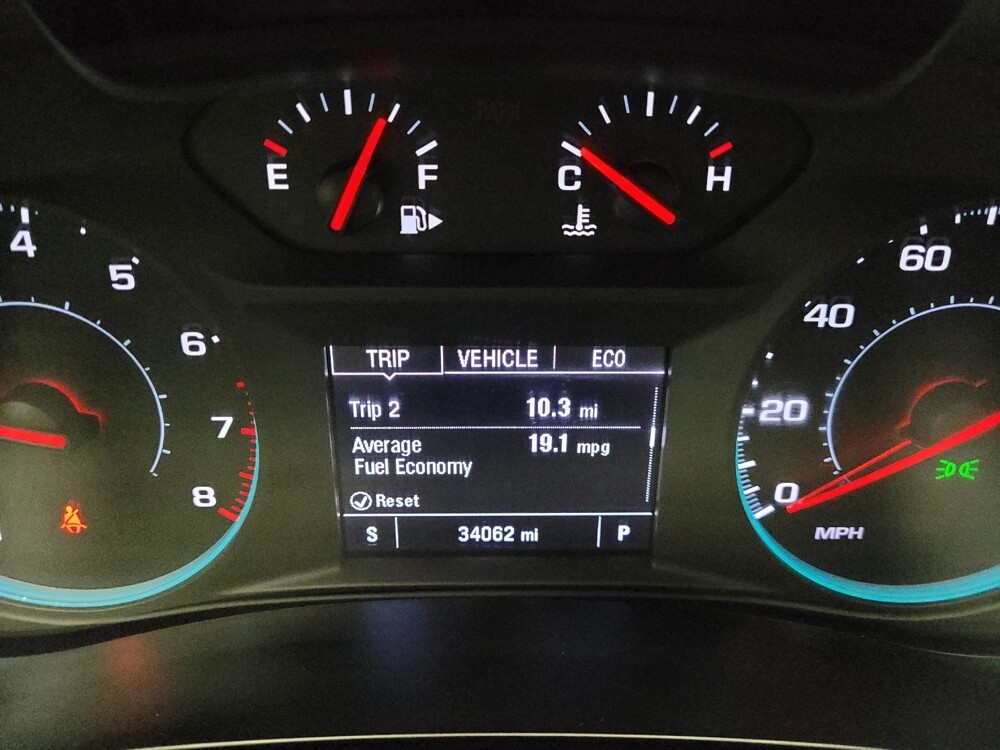 E F
C H
4
5
6
7
8
60
40
20
0
MPH
TRIP VEHICLE ECO
Trip 2 10.3 mi
Average 19.1 mpg
Fuel Economy
Reset
S 34062 mi P